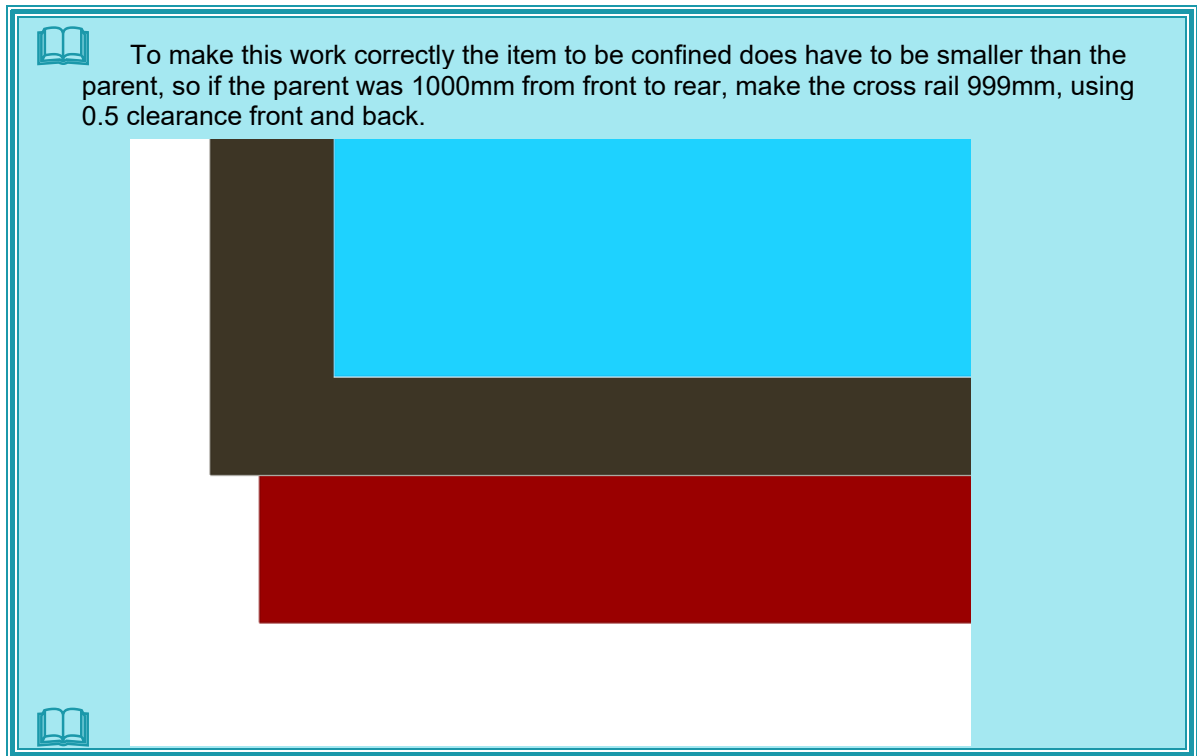 To make this work correctly the item to be confined does have to be smaller than the
parent, so if the parent was 1000mm from front to rear, make the cross rail 999mm, using
0.5 clearance front and back.